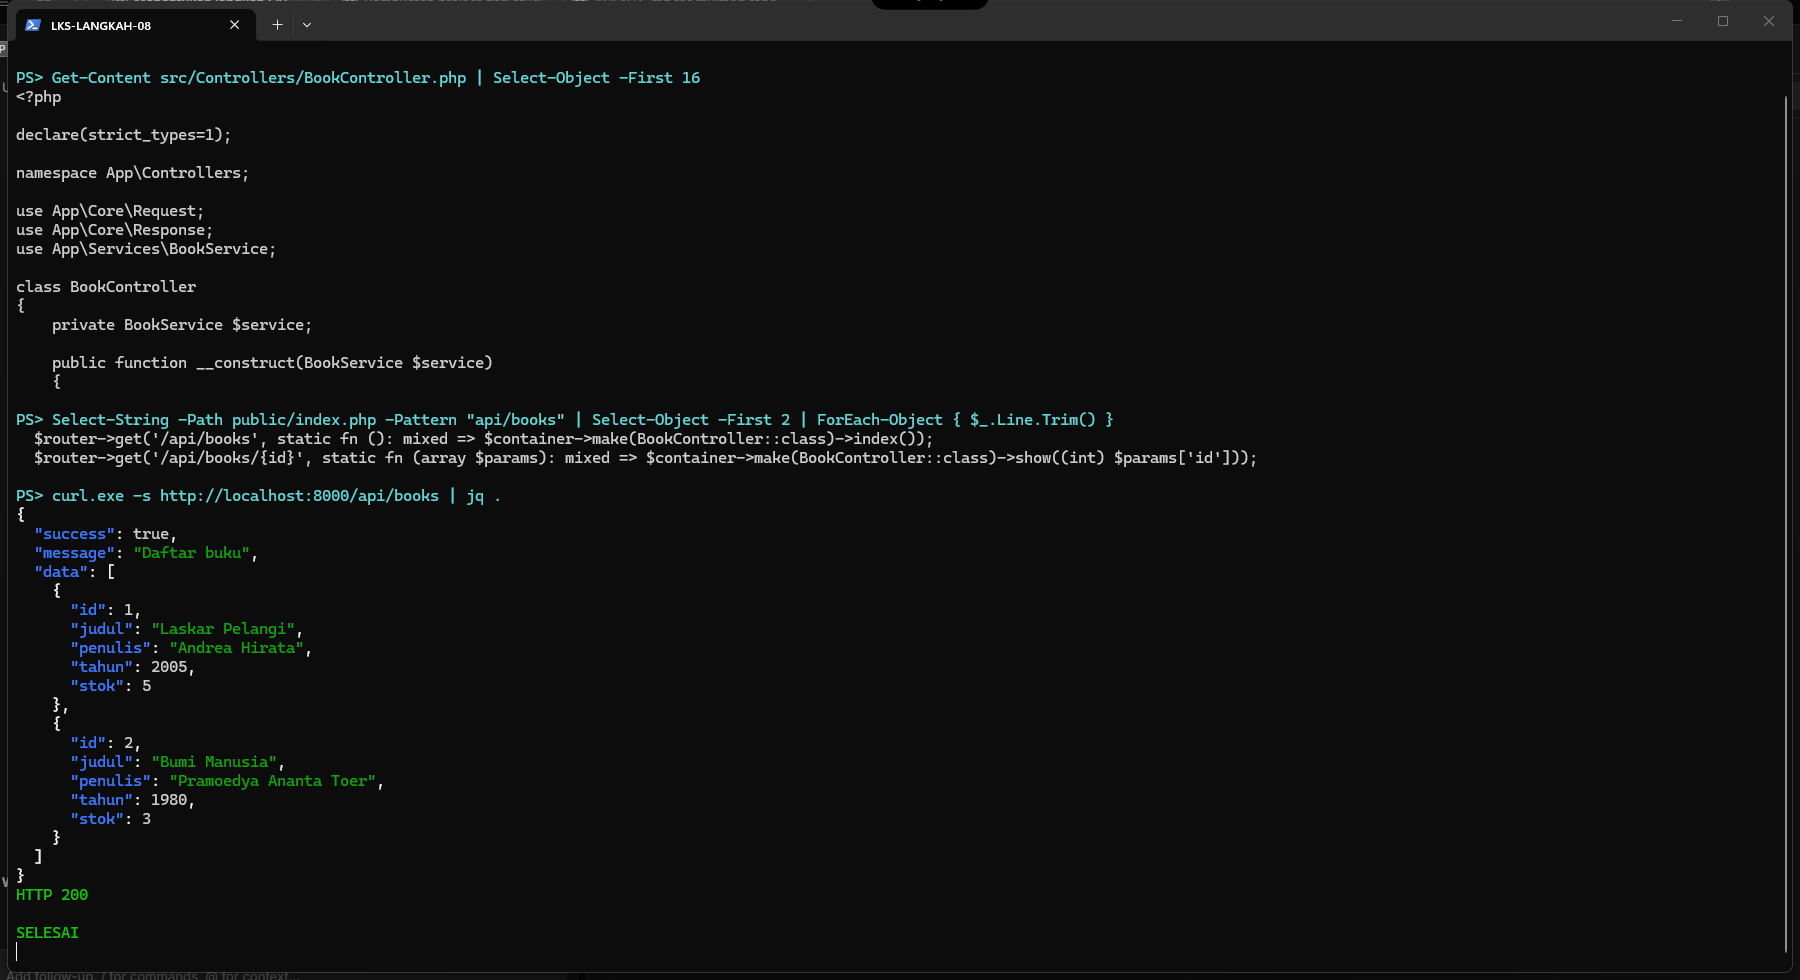 LKS-LANGKAH-08
PS> Get-Content src/Controllers/BookController.php | Select-Object -First 16
<?php
declare(strict_types=1);
namespace App\Controllers;
use App\Core\Request;
use App\Core\Response;
use App\Services\BookService;
class BookController
{
    private BookService $service;
    public function __construct(BookService $service)
    {
PS> Select-String -Path public/index.php -Pattern "api/books" | Select-Object -First 2 | ForEach-Object { $_.Line.Trim() }
  $router->get('/api/books', static fn (): mixed => $container->make(BookController::class)->index());
  $router->get('/api/books/{id}', static fn (array $params): mixed => $container->make(BookController::class)->show((int) $params['id']));
PS> curl.exe -s http://localhost:8000/api/books | jq .
{
  "success": true,
  "message": "Daftar buku",
  "data": [
    {
      "id": 1,
      "judul": "Laskar Pelangi",
      "penulis": "Andrea Hirata",
      "tahun": 2005,
      "stok": 5
    },
    {
      "id": 2,
      "judul": "Bumi Manusia",
      "penulis": "Pramoedya Ananta Toer",
      "tahun": 1980,
      "stok": 3
    }
  ]
}
HTTP 200
SELESAI
Add follow-up, / for commands, @ for context...